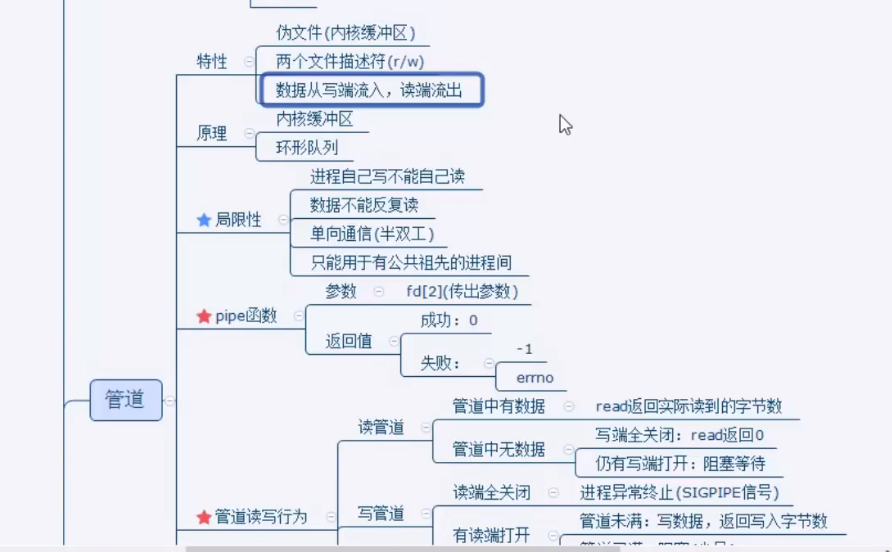 特性
伪文件(内核缓冲区)
两个文件描述符(r/w)
数据从写端流入，读端流出
原理
内核缓冲区
环形队列
局限性
进程自己写不能自己读
数据不能反复读
单向通信(半双工)
只能用于有公共祖先的进程间
pipe函数
参数
fd[2](传出参数)
返回值
成功：0
失败：
-1
errno
管道
管道读写行为
读管道
管道中有数据
read返回实际读到的字节数
管道中无数据
写端全关闭：read返回0
仍有写端打开：阻塞等待
写管道
读端全关闭
进程异常终止(SIGPIPE信号)
有读端打开
管道未满：写数据，返回写入字节数